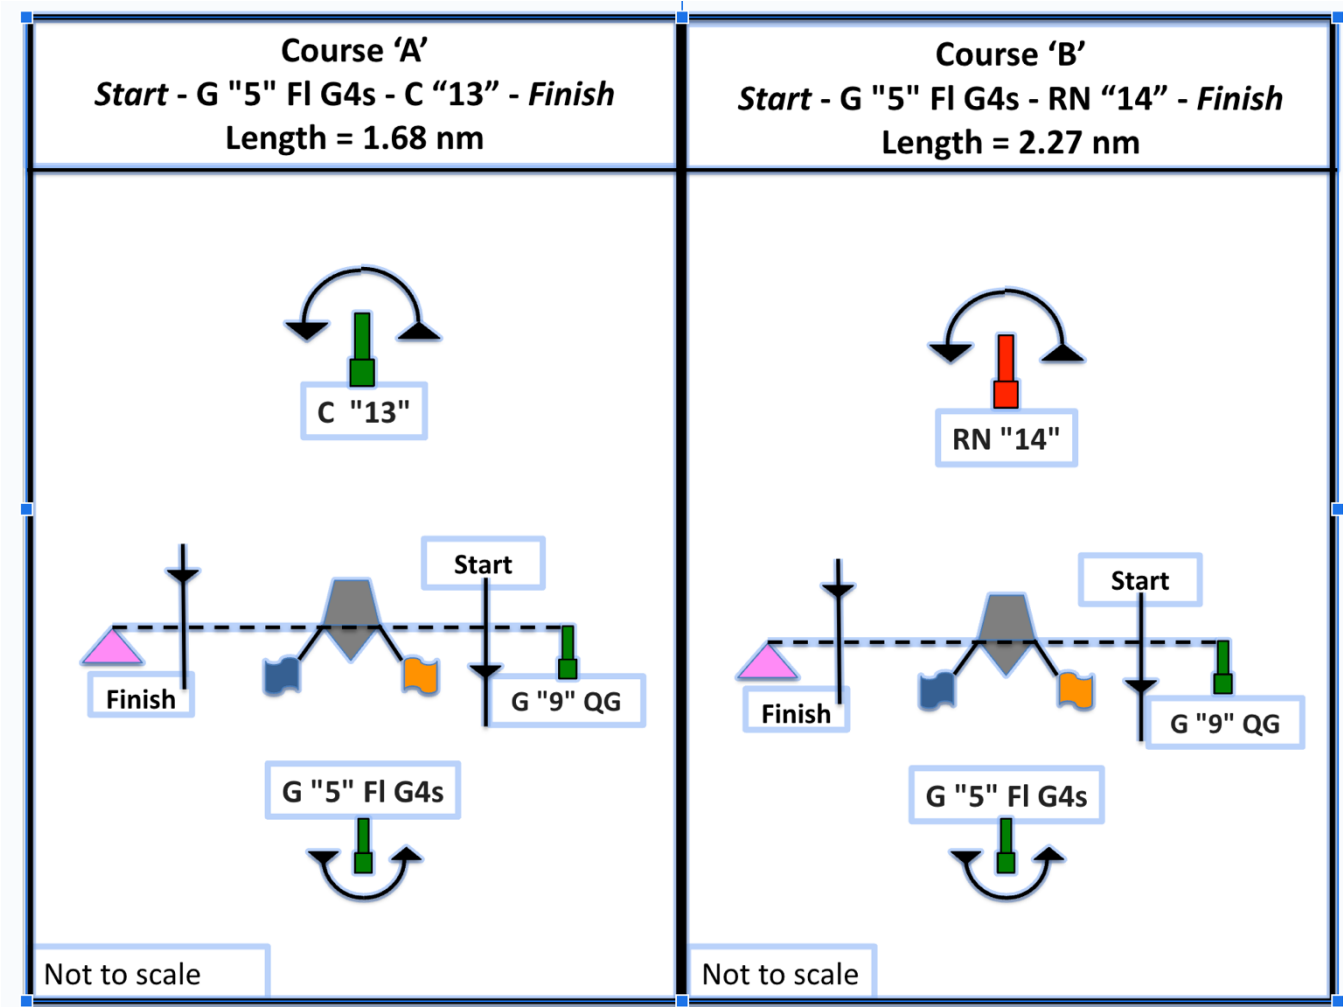 Course ‘A’
Start - G "5" Fl G4s - C “13” - Finish
Length = 1.68 nm
C "13"
Start
Finish
G "9" QG
G "5" Fl G4s
Not to scale
Course ‘B’
Start - G "5" Fl G4s - RN “14” - Finish
Length = 2.27 nm
RN "14"
Start
Finish
G "9" QG
G "5" Fl G4s
Not to scale